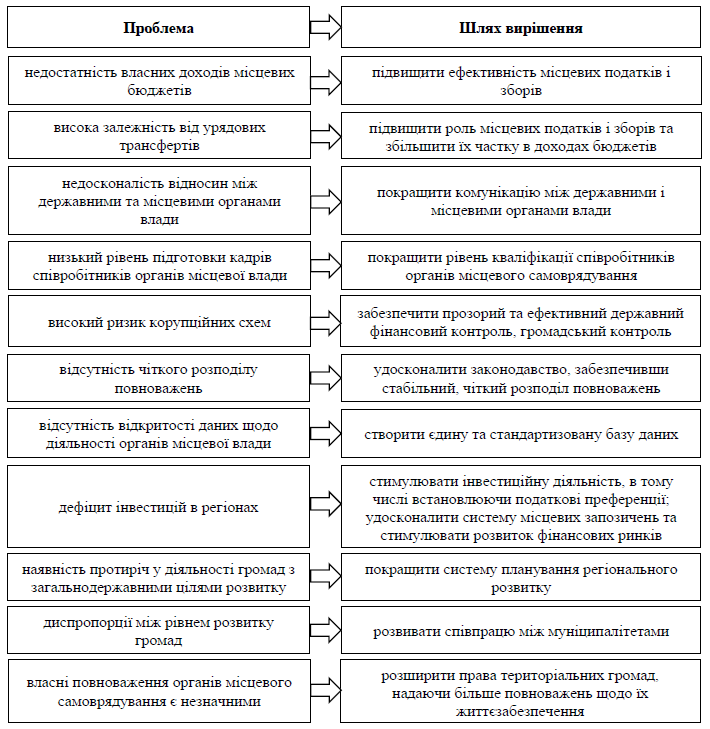 Проблема
Шлях вирішення
недостатність власних доходів місцевих
бюджетів
підвищити ефективність місцевих податків і
зборів
висока залежність від урядових
трансфертів
підвищити роль місцевих податків і зборів та
збільшити їх частку в доходах бюджетів
недосконалість відносин між
державними та місцевими органами
влади
покращити комунікацію між державними і
місцевими органами влади
низький рівень підготовки кадрів
співробітників органів місцевої влади
покращити рівень кваліфікації співробітників
органів місцевого самоврядування
високий ризик корупційних схем
забезпечити прозорий та ефективний державний
фінансовий контроль, громадський контроль
відсутність чіткого розподілу
повноважень
удосконалити законодавство, забезпечивши
стабільний, чіткий розподіл повноважень
відсутність відкритості даних щодо
діяльності органів місцевої влади
створити єдину та стандартизовану базу даних
дефіцит інвестицій в регіонах
стимулювати інвестиційну діяльність, в тому
числі встановлюючи податкові преференції;
удосконалити систему місцевих запозичень та
стимулювати розвиток фінансових ринків
наявність протиріч у діяльності громад з
загальнодержавними цілями розвитку
покращити систему планування регіонального
розвитку
диспропорції між рівнем розвитку
громад
розвивати співпрацю між муніципалітетами
власні повноваження органів місцевого
самоврядування є незначними
розширити права територіальних громад,
надаючи більше повноважень щодо їх
життєзабезпечення